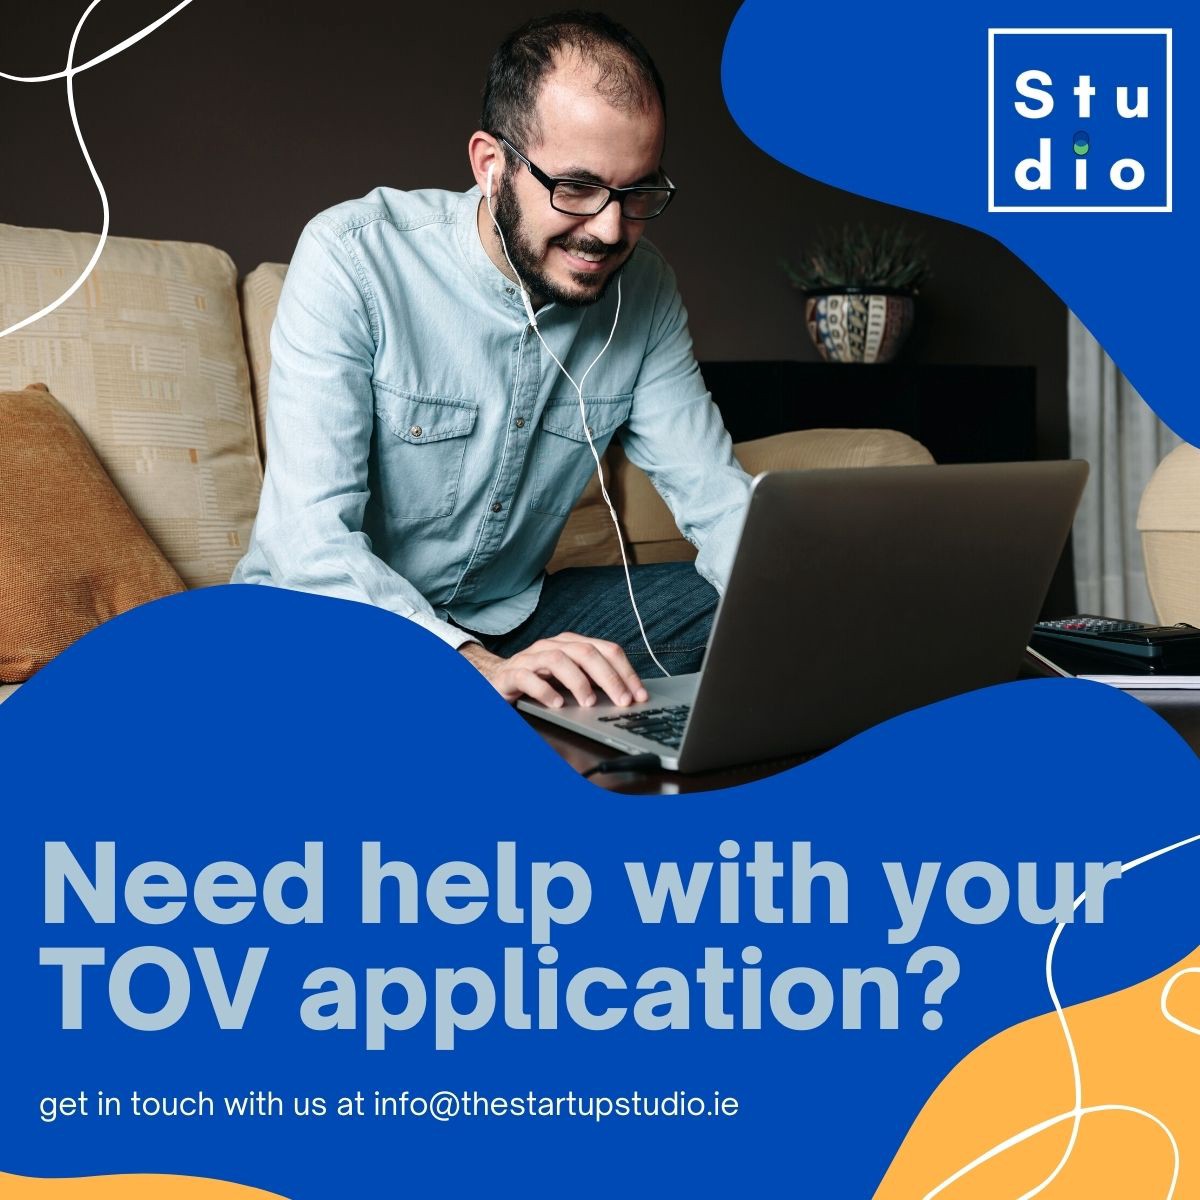 Stu
dio
Need help with your
TOV application?
get in touch with us at info@thestartupstudio.ie